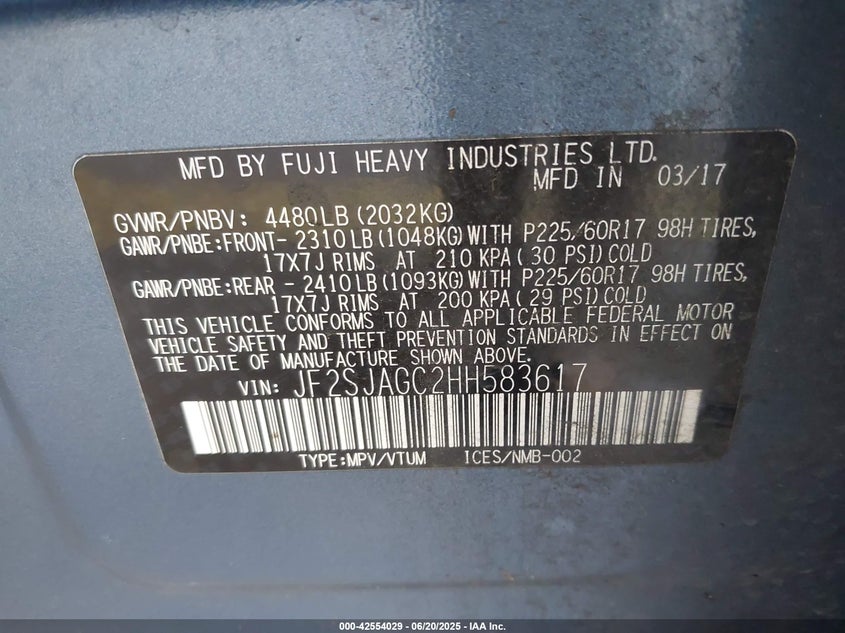 MFD BY FUJI HEAVY INDUSTRIES LTD.
MFD IN 03/17
GVWR/PNBV: 4480LB (2032KG)
GAWR/PNBE:FRONT- 2310LB (1048KG) WITH P225/60R17 98H TIRES,
17X7J RIMS AT 210 KPA ( 30 PSI) COLD
GAWR/PNBE:REAR - 2410LB (1093KG) WITH P225/60R17 98H TIRES,
17X7J RIMS AT 200 KPA ( 29 PSI) COLD
THIS VEHICLE CONFORMS TO ALL APPLICABLE FEDERAL MOTOR
VEHICLE SAFETY AND THEFT PREVENTION STANDARDS IN EFFECT ON
THE DATE OF MANUFACTURE SHOWN ABOVE.
VIN: JF2SJAGC2HH583617
TYPE:MPV/VTUM ICES/NMB-002
000-42554029 - 06/20/2025 - IAA Inc.